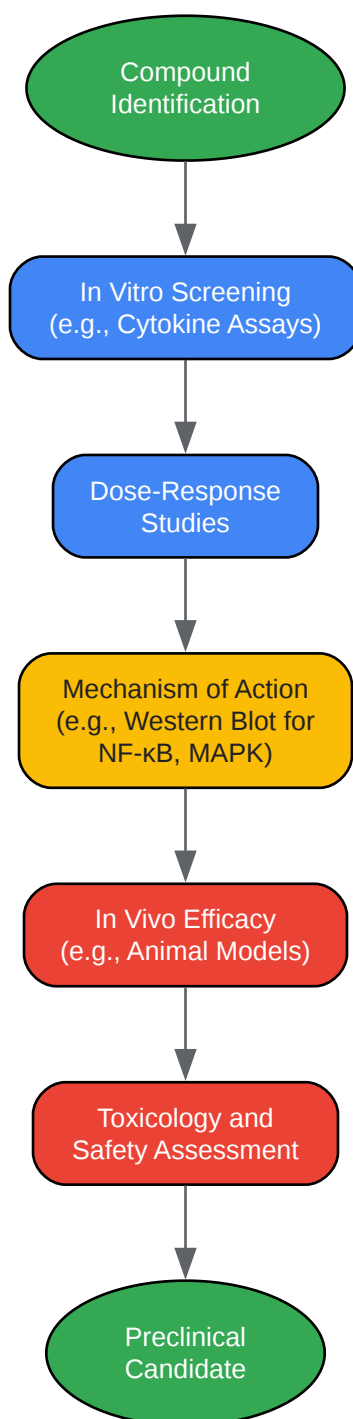 Compound
Identification
In Vitro Screening
(e.g., Cytokine Assays)
Dose-Response
Studies
Mechanism of Action
(e.g., Western Blot for
NF-κB, MAPK)
In Vivo Efficacy
(e.g., Animal Models)
Toxicology and
Safety Assessment
Preclinical
Candidate